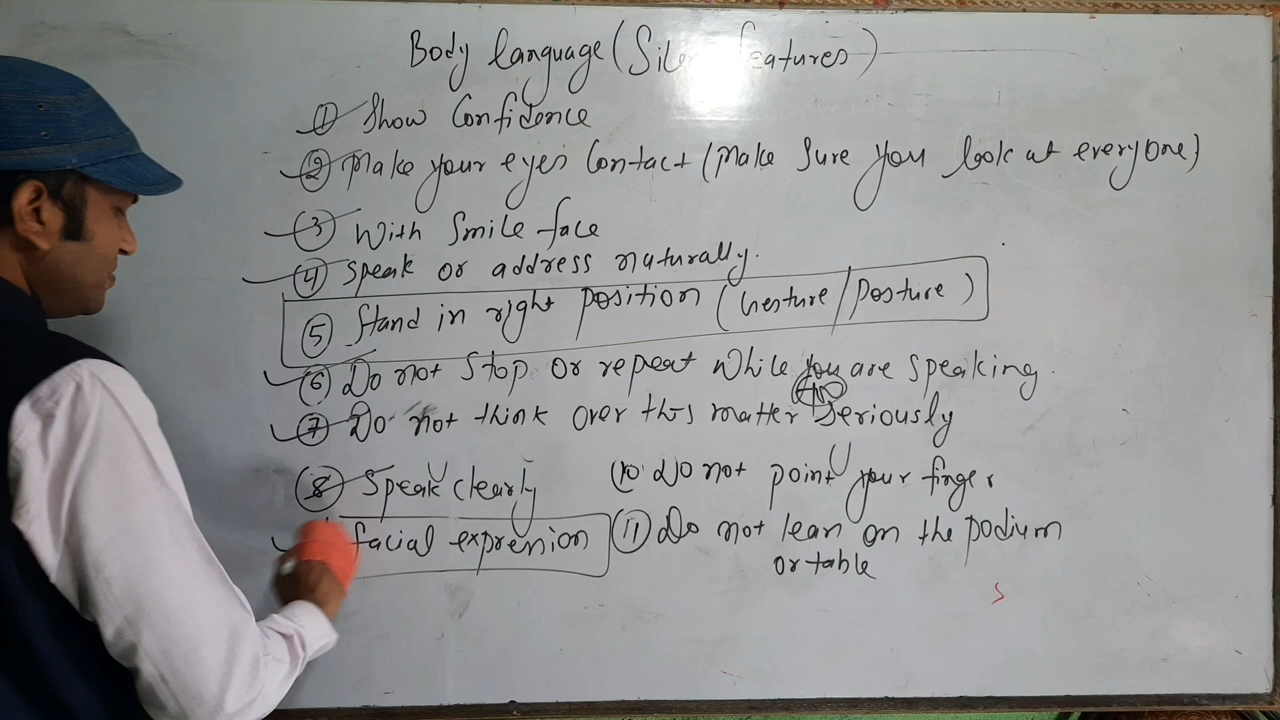 Body language (Sile features)
① Show Confidence
② Make your eyes Contact (Make Sure you look at everyone)
③ With Smile face
④ Speak or address naturally.
⑤ Stand in right position (Gesture/Posture)
⑥ Do not Stop or repeat while you are speaking.
⑦ Do not think over this matter Seriously
⑧ Speak clearly
facial expression
(10 Do not point your finger
⑪ Do not lean on the podium
or table